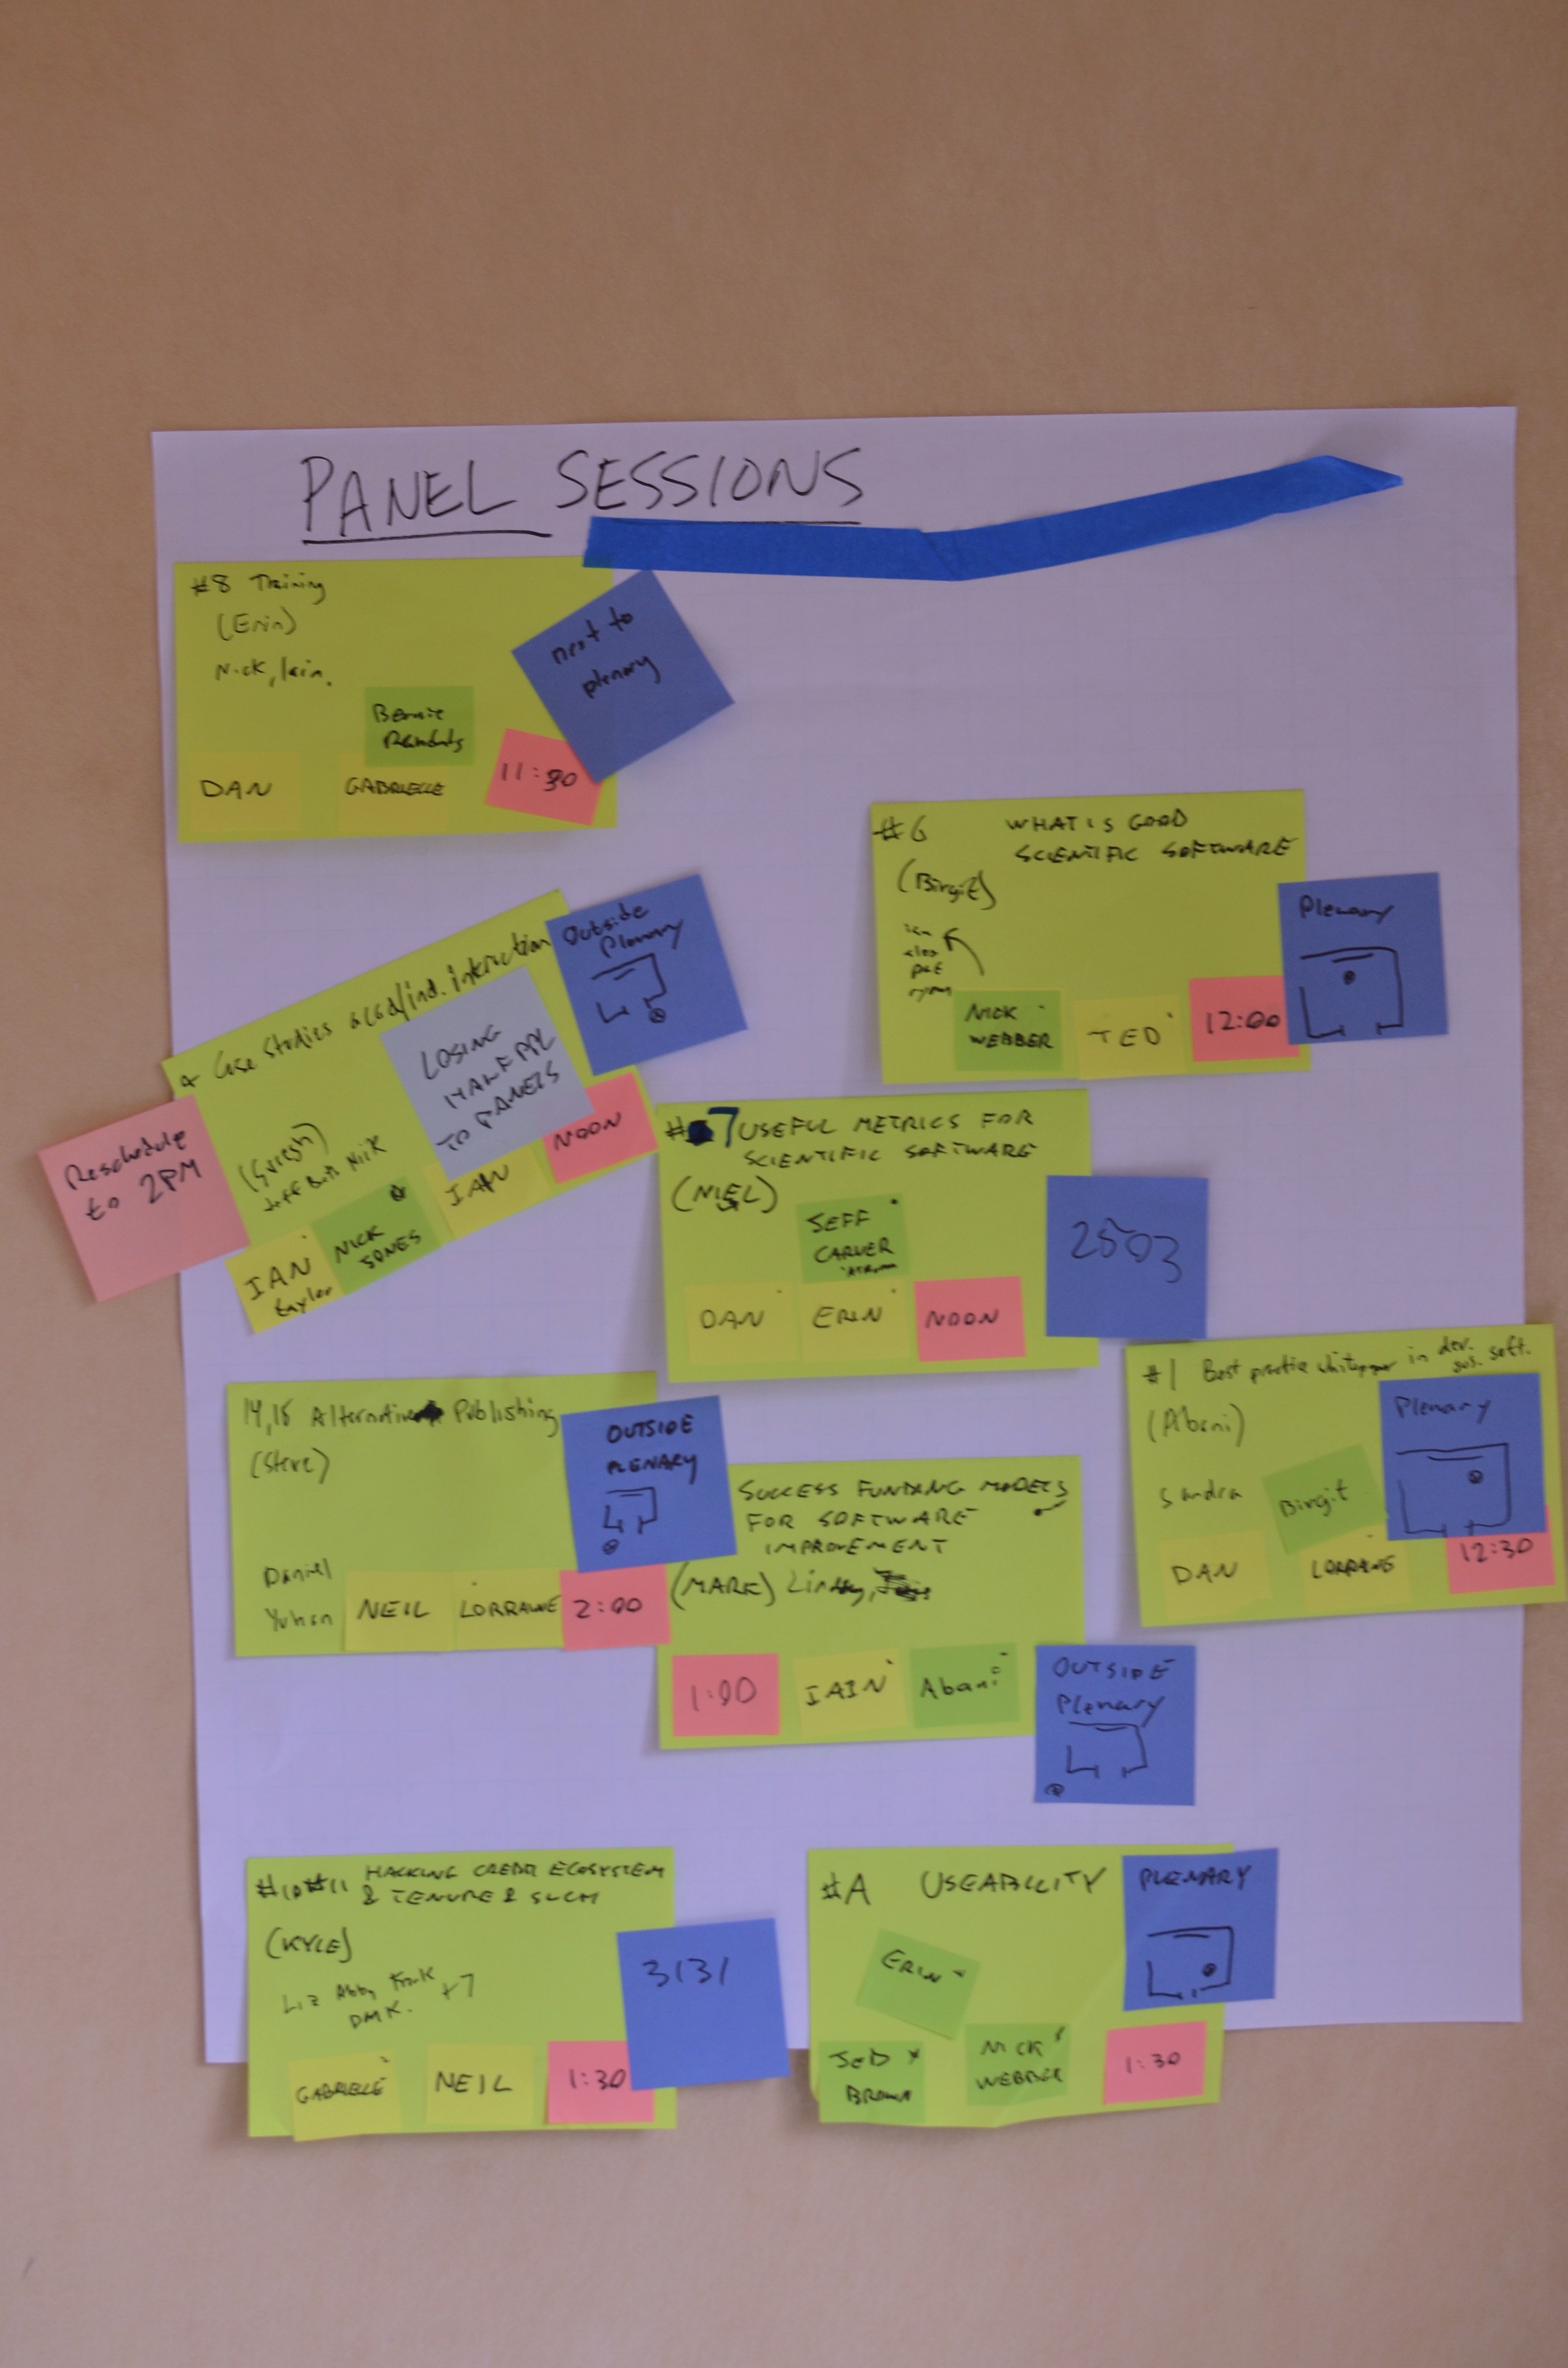 PANEL SESSIONS
#8 Training
(Erin)
Nick, Iain.
Bernie
DAN
GABRIELLE
11:30
next to
plenary
#6
WHAT IS GOOD
SCIENTIFIC SOFTWARE
(Birgit)
NICK
WEBBER
TED
12:00
Plenary
4 Case Studies acad/ind. interaction
Outside
Plenary
LOSING
HALF PPL
TO PANELS
Reschedule
to 2PM
Jeff Bill Nick
IAN
taylor
NICK
JONES
IAN
NOON
#7 USEFUL METRICS FOR
SCIENTIFIC SOFTWARE
(NIEL)
JEFF
CARVER
DAN
ERIN
NOON
2503
#1 Best practice whitepaper in dev.
sus. soft.
(Abani)
Sandra
Birgit
Plenary
DAN
LORRAINE
12:30
14,15 Alternative Publishing
(Steve)
Daniel
Yuhan
NEIL
LORRAINE
2:00
OUTSIDE
PLENARY
SUCCESS FUNDING MODELS
FOR SOFTWARE
IMPROVEMENT
(MARK)
1:00
IAIN
Abani
OUTSIDE
Plenary
#10#11 HACKING CREDIT ECOSYSTEM
& TENURE & SUCH
(KYLE)
Liz Abby Frank +7
DMK.
GABRIELLE
NEIL
1:30
3131
#A USEABILITY
ERIN
JED
BROWN
NICK
WEBBER
1:30
PLENARY